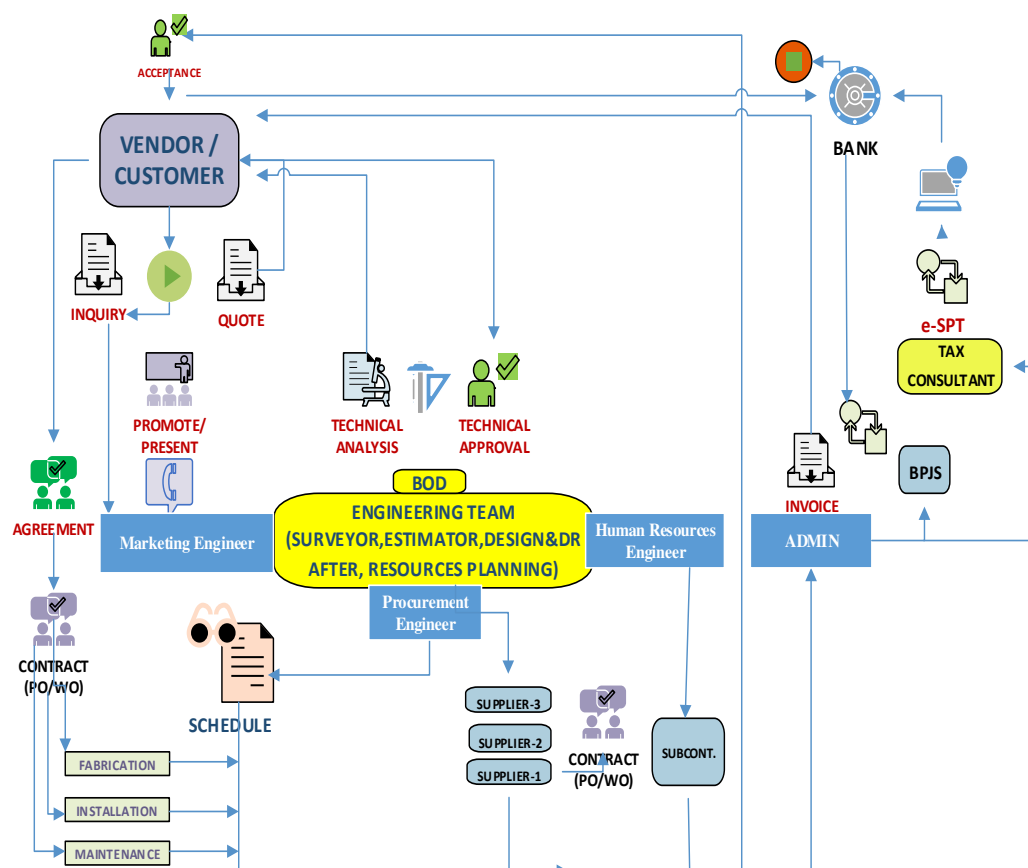 ACCEPTANCE
VENDOR /
CUSTOMER
BANK
INQUIRY
QUOTE
e-SPT
TAX
CONSULTANT
PROMOTE/
PRESENT
TECHNICAL
ANALYSIS
TECHNICAL
APPROVAL
BPJS
INVOICE
AGREEMENT
BOD
ENGINEERING TEAM
(SURVEYOR,ESTIMATOR,DESIGN&DR
AFTER, RESOURCES PLANNING)
Marketing Engineer
Human Resources
Engineer
ADMIN
Procurement
Engineer
CONTRACT
(PO/WO)
SCHEDULE
SUPPLIER-3
SUPPLIER-2
SUPPLIER-1
CONTRACT
(PO/WO)
SUBCONT.
FABRICATION
INSTALLATION
MAINTENANCE